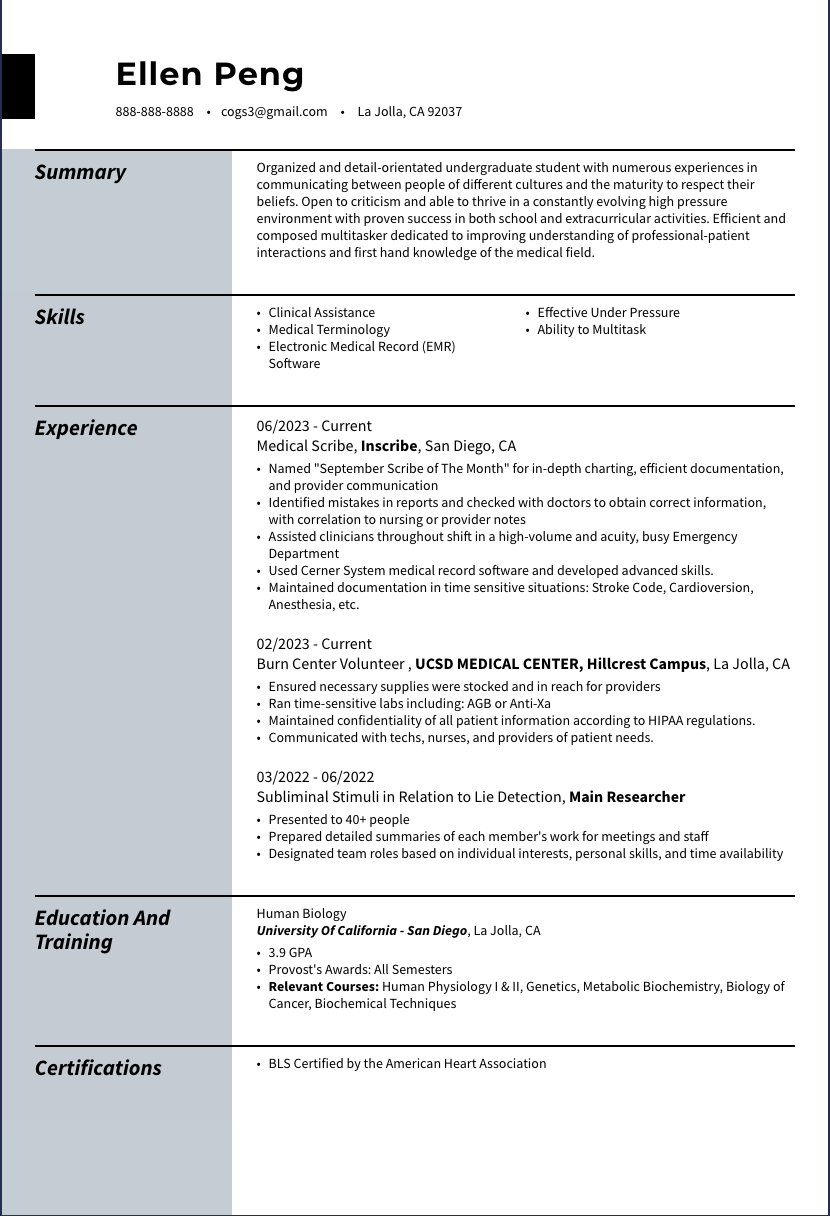 Ellen Peng
888-888-8888 • cogs3@gmail.com • La Jolla, CA 92037
Summary
Organized and detail-orientated undergraduate student with numerous experiences in
communicating between people of different cultures and the maturity to respect their
beliefs. Open to criticism and able to thrive in a constantly evolving high pressure
environment with proven success in both school and extracurricular activities. Efficient and
composed multitasker dedicated to improving understanding of professional-patient
interactions and first hand knowledge of the medical field.
Skills
• Clinical Assistance
• Medical Terminology
• Electronic Medical Record (EMR)
Software
• Effective Under Pressure
• Ability to Multitask
Experience
06/2023 - Current
Medical Scribe, Inscribe, San Diego, CA
• Named "September Scribe of The Month" for in-depth charting, efficient documentation,
and provider communication
• Identified mistakes in reports and checked with doctors to obtain correct information,
with correlation to nursing or provider notes
• Assisted clinicians throughout shift in a high-volume and acuity, busy Emergency
Department
• Used Cerner System medical record software and developed advanced skills.
• Maintained documentation in time sensitive situations: Stroke Code, Cardioversion,
Anesthesia, etc.
02/2023 - Current
Burn Center Volunteer , UCSD MEDICAL CENTER, Hillcrest Campus, La Jolla, CA
• Ensured necessary supplies were stocked and in reach for providers
• Ran time-sensitive labs including: AGB or Anti-Xa
• Maintained confidentiality of all patient information according to HIPAA regulations.
• Communicated with techs, nurses, and providers of patient needs.
03/2022 - 06/2022
Subliminal Stimuli in Relation to Lie Detection, Main Researcher
• Presented to 40+ people
• Prepared detailed summaries of each member's work for meetings and staff
• Designated team roles based on individual interests, personal skills, and time availability
Education And
Training
Human Biology
University Of California - San Diego, La Jolla, CA
• 3.9 GPA
• Provost's Awards: All Semesters
• Relevant Courses: Human Physiology I & II, Genetics, Metabolic Biochemistry, Biology of
Cancer, Biochemical Techniques
Certifications
• BLS Certified by the American Heart Association